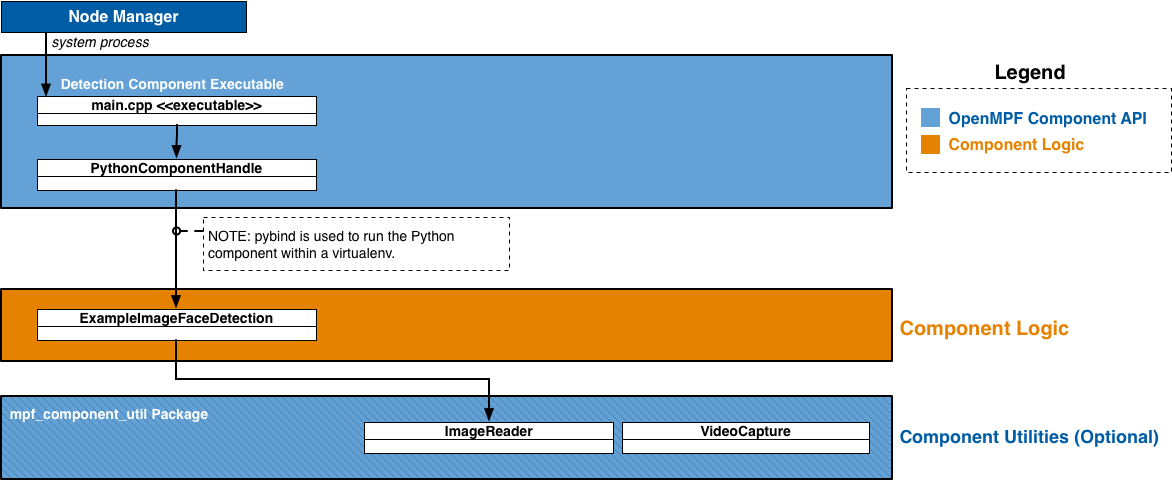 Node Manager
system process
Detection Component Executable
main.cpp <<executable>>
PythonComponentHandle
NOTE: pybind is used to run the Python
component within a virtualenv.
ExampleImageFaceDetection
Component Logic
mpf_component_util Package
ImageReader
VideoCapture
Component Utilities (Optional)
Legend
OpenMPF Component API
Component Logic